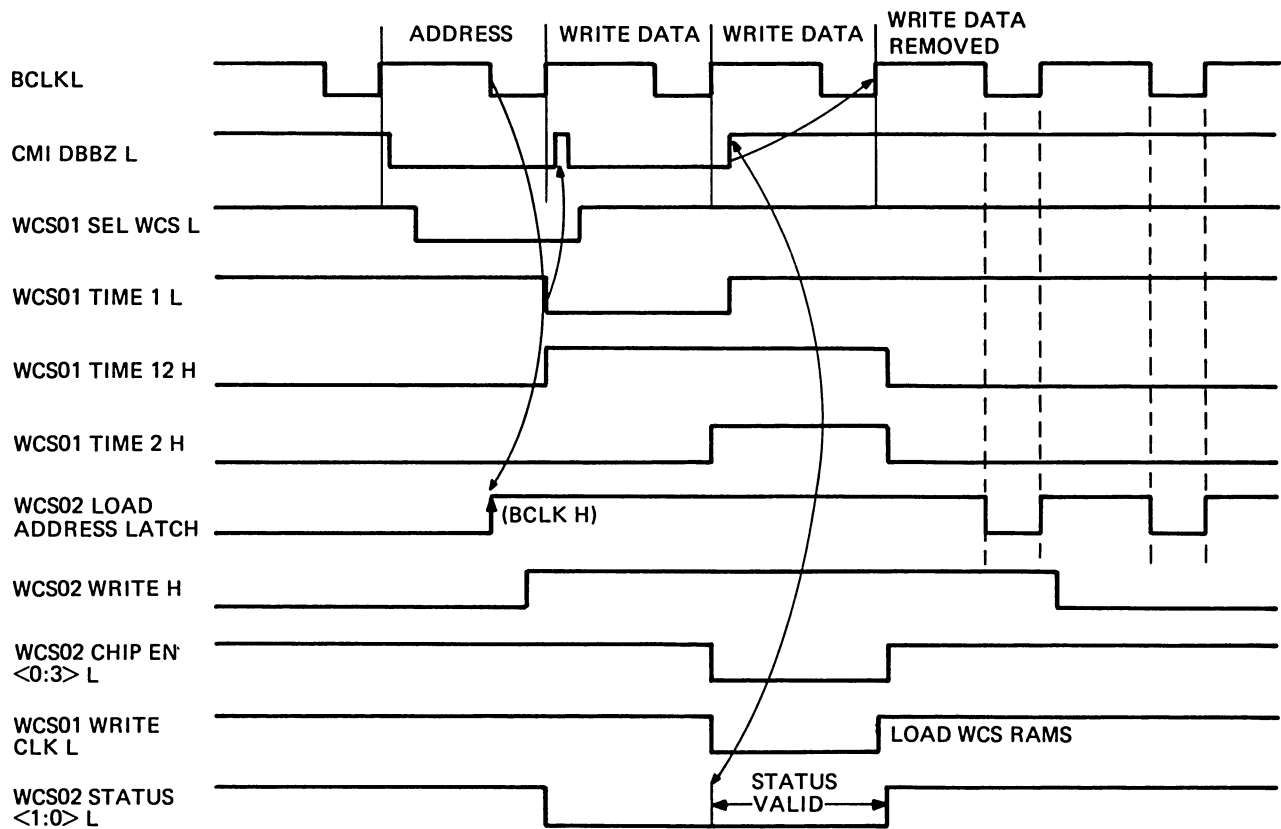 ADDRESS
WRITE DATA
WRITE DATA
WRITE DATA
REMOVED
BCLKL
CMI DBBZ L
WCS01 SEL WCS L
WCS01 TIME 1 L
WCS01 TIME 12 H
WCS01 TIME 2 H
WCS02 LOAD
ADDRESS LATCH
(BCLK H)
WCS02 WRITE H
WCS02 CHIP EN
<0:3> L
WCS01 WRITE
CLK L
LOAD WCS RAMS
WCS02 STATUS
<1:0> L
STATUS
VALID